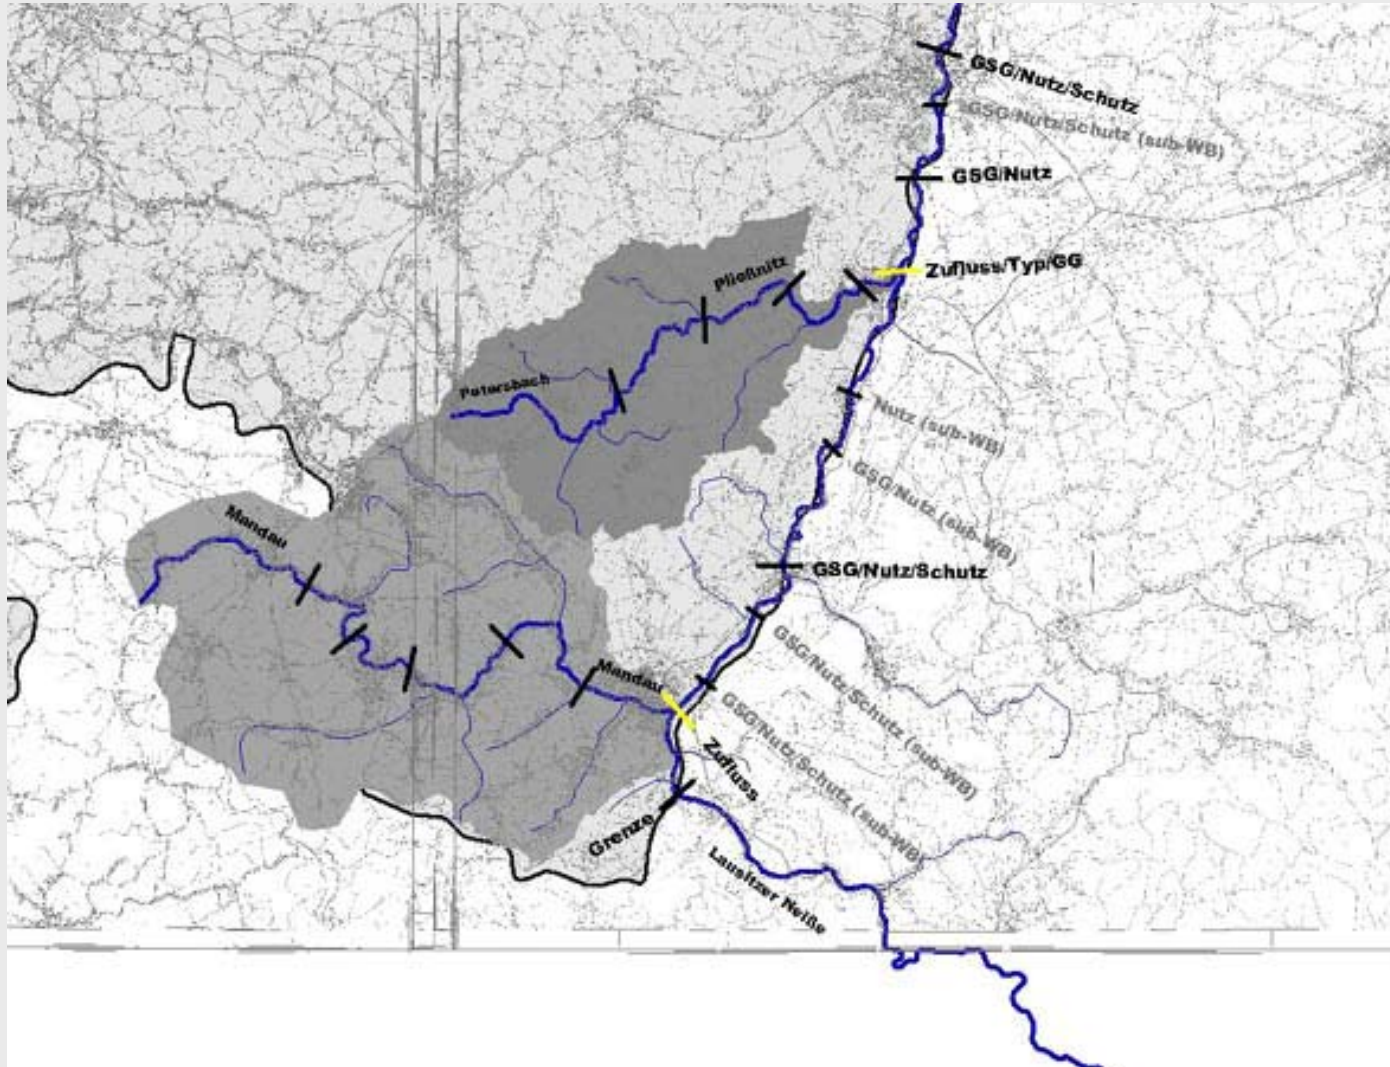 GSG/Nutz/Schutz
GSG/Nutz/Schutz (sub-WB)
GSG/Nutz
Zufluss/Typ/GG
Pließnitz
Petersbach
Nutz (sub-WB)
GSG/Nutz (sub-WB)
Mandau
GSG/Nutz/Schutz
GSG/Nutz/Schutz (sub-WB)
Mandau
GSG/Nutz/Schutz (sub-WB)
Zufluss
Grenze
Lausitzer Neiße